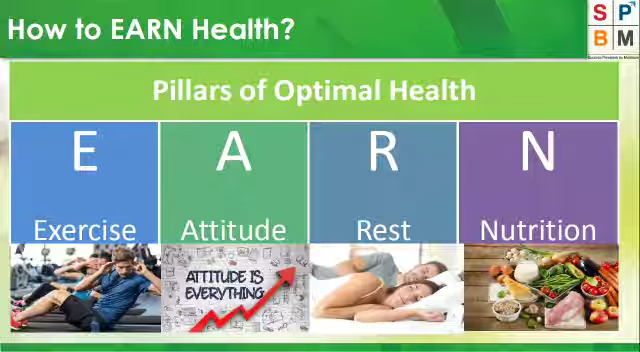 How to EARN Health?
S P
B M
Pillars of Optimal Health
E A R N
Exercise Attitude Rest Nutrition
ATTITUDE IS
EVERYTHING